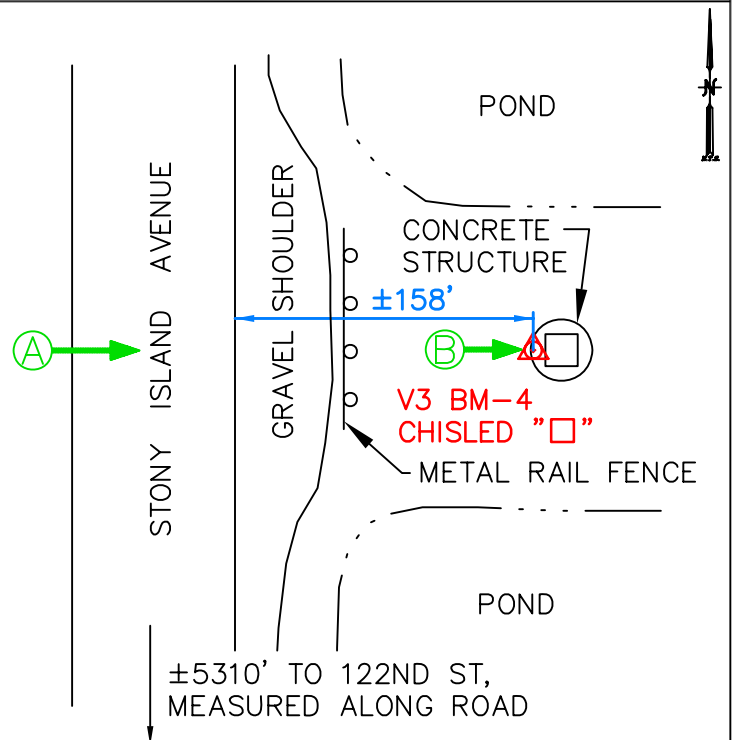 POND
N
STONY ISLAND AVENUE
GRAVEL SHOULDER
CONCRETE
STRUCTURE
±158'
A
B
V3 BM-4
CHISLED "□"
METAL RAIL FENCE
POND
±5310' TO 122ND ST,
MEASURED ALONG ROAD